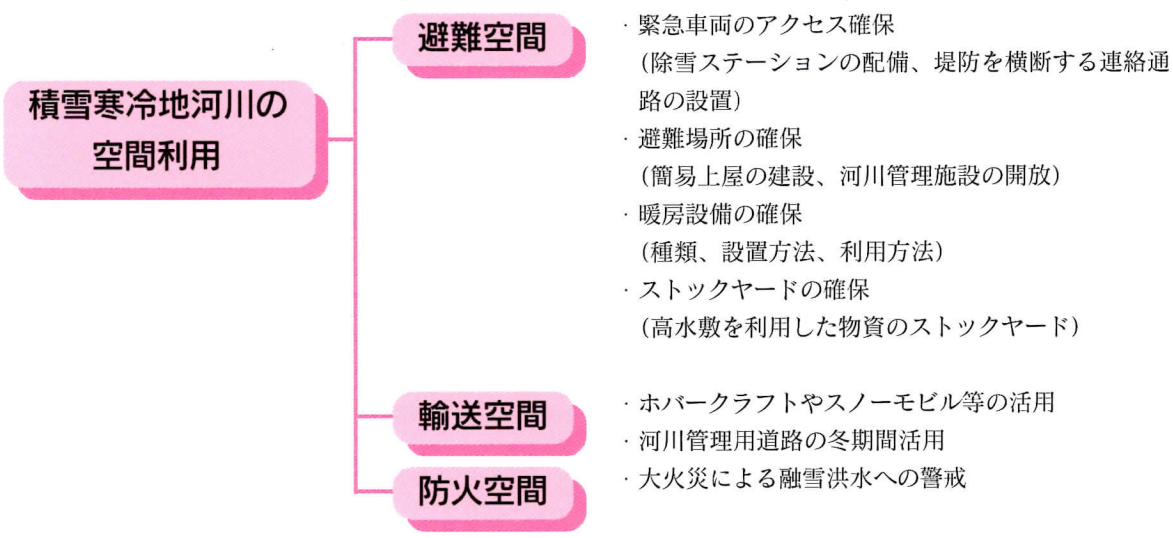 積雪寒冷地河川の
空間利用
避難空間
・緊急車両のアクセス確保
(除雪ステーションの配備、堤防を横断する連絡通
路の設置)
・避難場所の確保
(簡易上屋の建設、河川管理施設の開放)
・暖房設備の確保
(種類、設置方法、利用方法)
・ストックヤードの確保
(高水敷を利用した物資のストックヤード)
輸送空間
・ホバークラフトやスノーモビル等の活用
・河川管理用道路の冬期間活用
防火空間
・大火災による融雪洪水への警戒